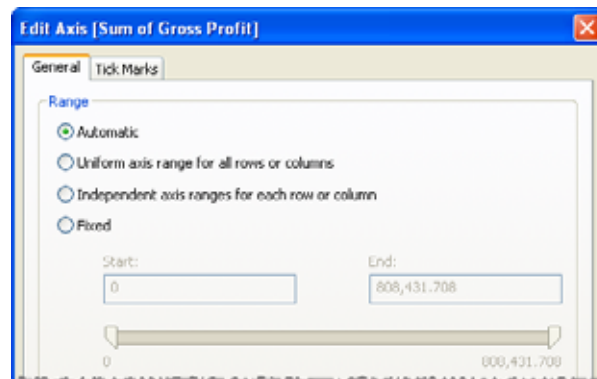 Edit Axis [Sum of Gross Profit]
General Tick Marks
Range
Automatic
Uniform axis range for all rows or columns
Independent axis ranges for each row or column
Fixed
Start: End:
0 808,431.708
0 808,431.708